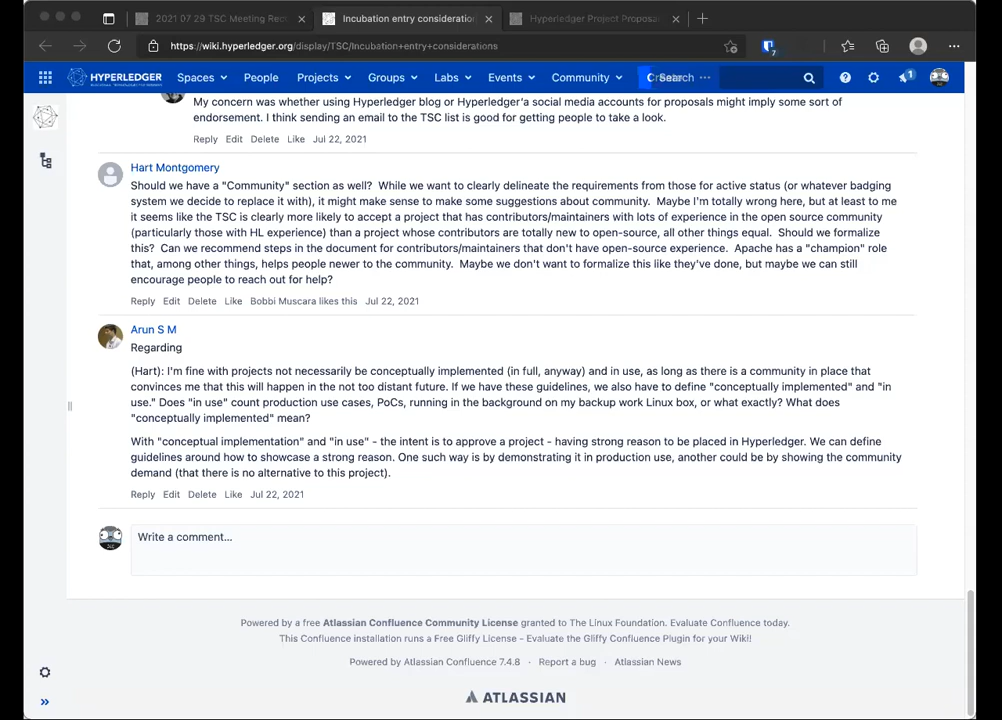 2021 07 29 TSC Meeting Rec
Incubation entry consideration
Hyperledger Project Proposa
https://wiki.hyperledger.org/display/TSC/Incubation+entry+considerations
7
HYPERLEDGER
Spaces
People
Projects
Groups
Labs
Events
Community
Search
1
My concern was whether using Hyperledger blog or Hyperledger'a social media accounts for proposals might imply some sort of
endorsement. I think sending an email to the TSC list is good for getting people to take a look.
Reply Edit Delete Like Jul 22, 2021
Hart Montgomery
Should we have a "Community" section as well? While we want to clearly delineate the requirements from those for active status (or whatever badging
system we decide to replace it with), it might make sense to make some suggestions about community. Maybe I'm totally wrong here, but at least to me
it seems like the TSC is clearly more likely to accept a project that has contributors/maintainers with lots of experience in the open source community
(particularly those with HL experience) than a project whose contributors are totally new to open-source, all other things equal. Should we formalize
this? Can we recommend steps in the document for contributors/maintainers that don't have open-source experience. Apache has a "champion" role
that, among other things, helps people newer to the community. Maybe we don't want to formalize this like they've done, but maybe we can still
encourage people to reach out for help?
Reply Edit Delete Like Bobbi Muscara likes this Jul 22, 2021
Arun S M
Regarding
(Hart): I'm fine with projects not necessarily be conceptually implemented (in full, anyway) and in use, as long as there is a community in place that
convinces me that this will happen in the not too distant future. If we have these guidelines, we also have to define "conceptually implemented" and "in
use." Does "in use" count production use cases, PoCs, running in the background on my backup work Linux box, or what exactly? What does
"conceptually implemented" mean?
With "conceptual implementation" and "in use" - the intent is to approve a project - having strong reason to be placed in Hyperledger. We can define
guidelines around how to showcase a strong reason. One such way is by demonstrating it in production use, another could be by showing the community
demand (that there is no alternative to this project).
Reply Edit Delete Like Jul 22, 2021
Write a comment...
Powered by a free Atlassian Confluence Community License granted to The Linux Foundation. Evaluate Confluence today.
This Confluence installation runs a Free Gliffy License - Evaluate the Gliffy Confluence Plugin for your Wiki!
Powered by Atlassian Confluence 7.4.8 · Report a bug · Atlassian News
ATLASSIAN